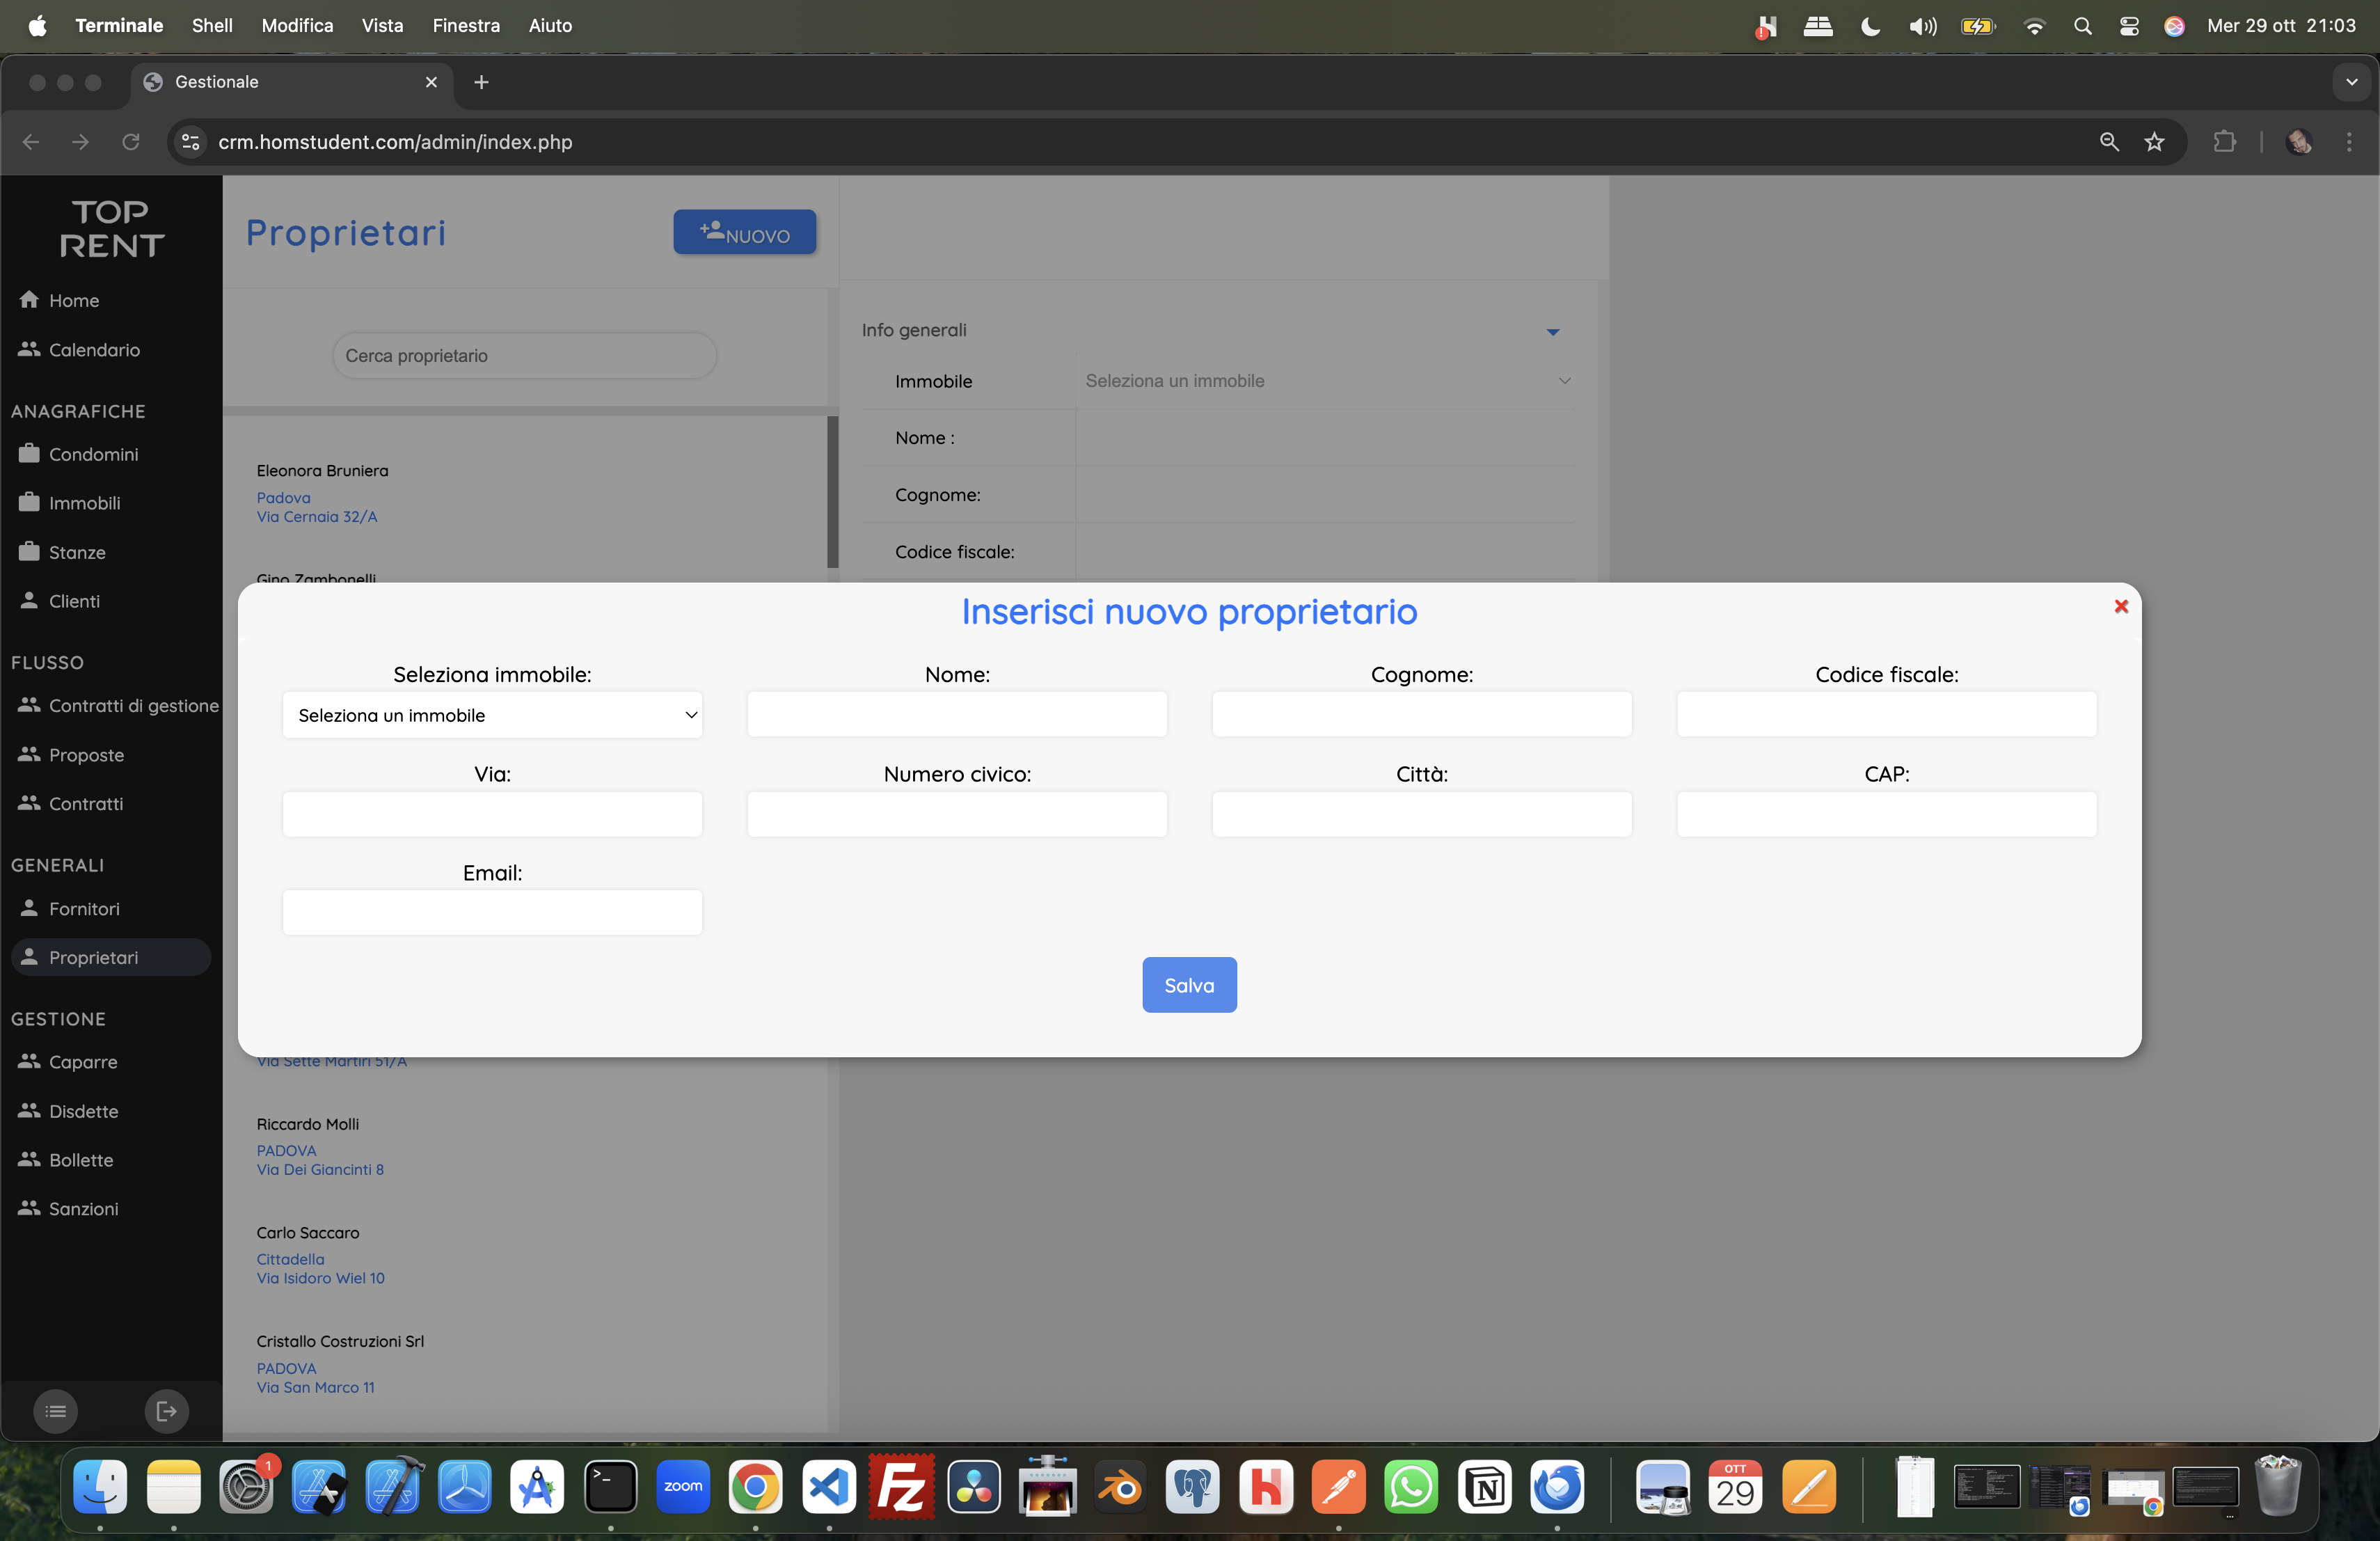 Terminale Shell Modifica Vista Finestra Aiuto
Mer 29 ott 21:03
Gestionale
crm.homstudent.com/admin/index.php
TOP
RENT
Home
Calendario
ANAGRAFICHE
Condomini
Immobili
Stanze
Clienti
FLUSSO
Contratti di gestione
Proposte
Contratti
GENERALI
Fornitori
Proprietari
GESTIONE
Caparre
Disdette
Bollette
Sanzioni
Proprietari
NUOVO
Cerca proprietario
Eleonora Bruniera
Padova
Via Cernaia 32/A
Gino Zambonelli
Info generali
Immobile
Seleziona un immobile
Nome :
Cognome:
Codice fiscale:
Inserisci nuovo proprietario
Seleziona immobile:
Nome:
Cognome:
Codice fiscale:
Seleziona un immobile
Via:
Numero civico:
Città:
CAP:
Email:
Salva
Via Sette Martiri 51/A
Riccardo Molli
PADOVA
Via Dei Giancinti 8
Carlo Saccaro
Cittadella
Via Isidoro Wiel 10
Cristallo Costruzioni Srl
PADOVA
Via San Marco 11
1
zoom
Fz
OTT
29